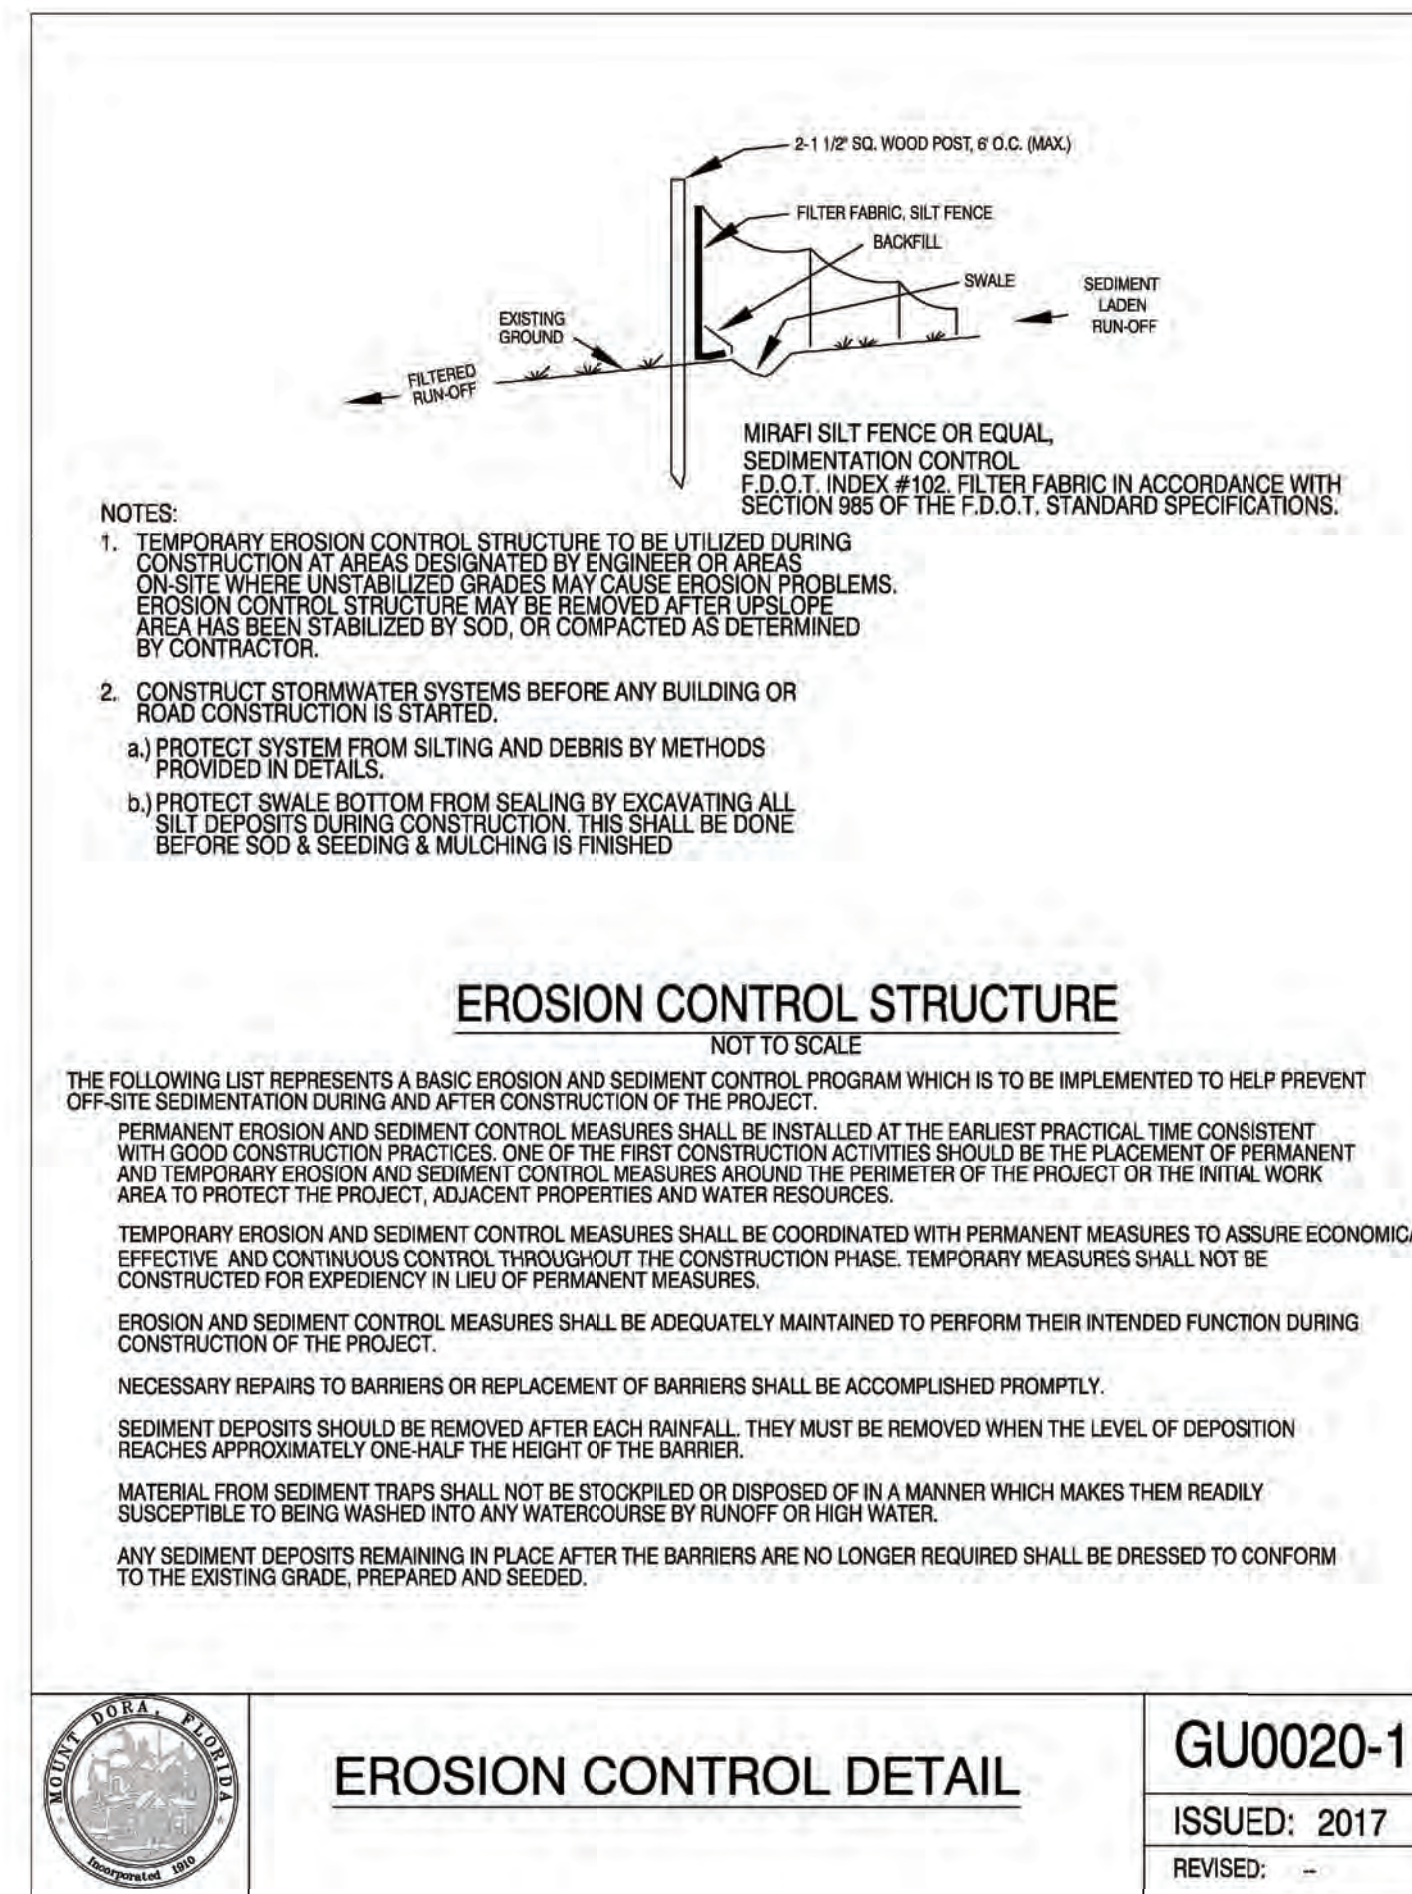 2-1 1/2" SQ. WOOD POST, 6' O.C. (MAX.)
FILTER FABRIC, SILT FENCE
BACKFILL
SWALE
SEDIMENT
LADEN
RUN-OFF
EXISTING
GROUND
FILTERED
RUN-OFF
MIRAFI SILT FENCE OR EQUAL,
SEDIMENTATION CONTROL
F.D.O.T. INDEX #102. FILTER FABRIC IN ACCORDANCE WITH
SECTION 985 OF THE F.D.O.T. STANDARD SPECIFICATIONS.
NOTES:
1. TEMPORARY EROSION CONTROL STRUCTURE TO BE UTILIZED DURING
CONSTRUCTION AT AREAS DESIGNATED BY ENGINEER OR AREAS
ON-SITE WHERE UNSTABILIZED GRADES MAY CAUSE EROSION PROBLEMS.
EROSION CONTROL STRUCTURE MAY BE REMOVED AFTER UPSLOPE
AREA HAS BEEN STABILIZED BY SOD, OR COMPACTED AS DETERMINED
BY CONTRACTOR.
2. CONSTRUCT STORMWATER SYSTEMS BEFORE ANY BUILDING OR
ROAD CONSTRUCTION IS STARTED.
a.) PROTECT SYSTEM FROM SILTING AND DEBRIS BY METHODS
PROVIDED IN DETAILS.
b.) PROTECT SWALE BOTTOM FROM SEALING BY EXCAVATING ALL
SILT DEPOSITS DURING CONSTRUCTION. THIS SHALL BE DONE
BEFORE SOD & SEEDING & MULCHING IS FINISHED
EROSION CONTROL STRUCTURE
NOT TO SCALE
THE FOLLOWING LIST REPRESENTS A BASIC EROSION AND SEDIMENT CONTROL PROGRAM WHICH IS TO BE IMPLEMENTED TO HELP PREVENT
OFF-SITE SEDIMENTATION DURING AND AFTER CONSTRUCTION OF THE PROJECT.
PERMANENT EROSION AND SEDIMENT CONTROL MEASURES SHALL BE INSTALLED AT THE EARLIEST PRACTICAL TIME CONSISTENT
WITH GOOD CONSTRUCTION PRACTICES. ONE OF THE FIRST CONSTRUCTION ACTIVITIES SHOULD BE THE PLACEMENT OF PERMANENT
AND TEMPORARY EROSION AND SEDIMENT CONTROL MEASURES AROUND THE PERIMETER OF THE PROJECT OR THE INITIAL WORK
AREA TO PROTECT THE PROJECT, ADJACENT PROPERTIES AND WATER RESOURCES.
TEMPORARY EROSION AND SEDIMENT CONTROL MEASURES SHALL BE COORDINATED WITH PERMANENT MEASURES TO ASSURE
EFFECTIVE AND CONTINUOUS CONTROL THROUGHOUT THE CONSTRUCTION PHASE. TEMPORARY MEASURES SHALL NOT BE
CONSTRUCTED FOR EXPEDIENCY IN LIEU OF PERMANENT MEASURES.
EROSION AND SEDIMENT CONTROL MEASURES SHALL BE ADEQUATELY MAINTAINED TO PERFORM THEIR INTENDED FUNCTION DURING
CONSTRUCTION OF THE PROJECT.
NECESSARY REPAIRS TO BARRIERS OR REPLACEMENT OF BARRIERS SHALL BE ACCOMPLISHED PROMPTLY.
SEDIMENT DEPOSITS SHOULD BE REMOVED AFTER EACH RAINFALL. THEY MUST BE REMOVED WHEN THE LEVEL OF DEPOSITION
REACHES APPROXIMATELY ONE-HALF THE HEIGHT OF THE BARRIER.
MATERIAL FROM SEDIMENT TRAPS SHALL NOT BE STOCKPILED OR DISPOSED OF IN A MANNER WHICH MAKES THEM READILY
SUSCEPTIBLE TO BEING WASHED INTO ANY WATERCOURSE BY RUNOFF OR HIGH WATER.
ANY SEDIMENT DEPOSITS REMAINING IN PLACE AFTER THE BARRIERS ARE NO LONGER REQUIRED SHALL BE DRESSED TO CONFORM
TO THE EXISTING GRADE, PREPARED AND SEEDED.
MOUNT DORA, FLORIDA
Incorporated 1910
EROSION CONTROL DETAIL
GU0020-1
ISSUED: 2017
REVISED: --